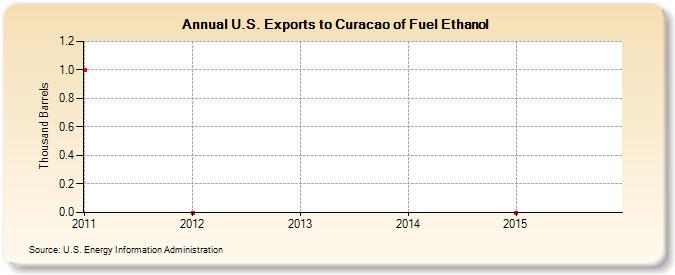 Annual U.S. Exports to Curacao of Fuel Ethanol
Thousand Barrels
1.2
1.0
0.8
0.6
0.4
0.2
0.0
2011 2012 2013 2014 2015
Source: U.S. Energy Information Administration